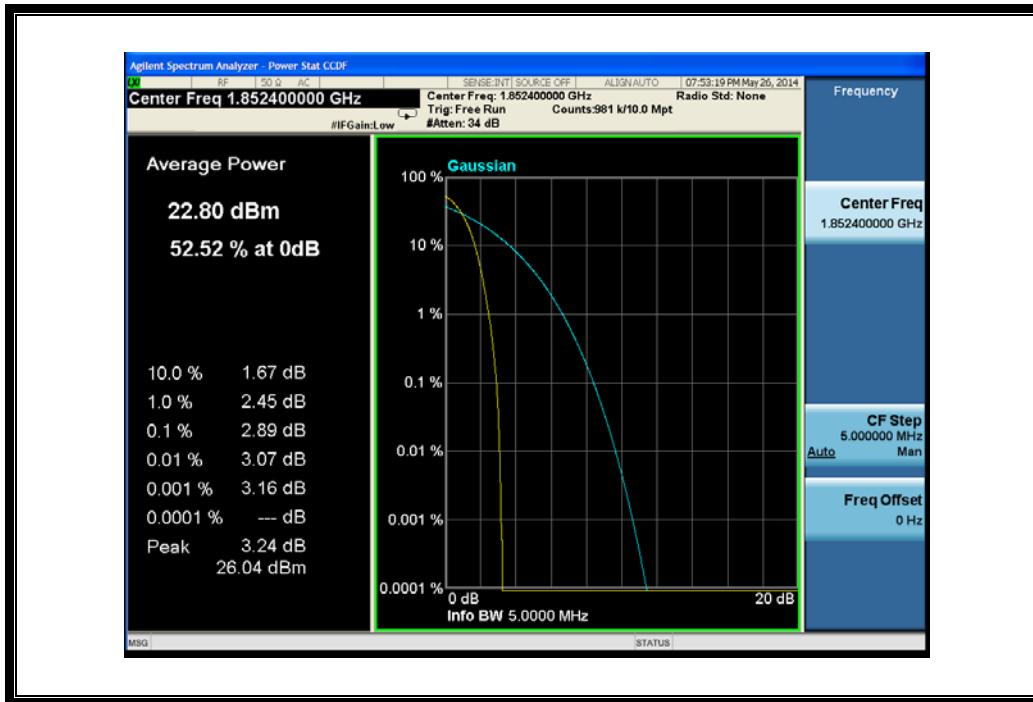 Agilent Spectrum Analyzer - Power Stat CCDF
RF 50 Ω AC SENSE:INT SOURCE OFF ALIGNAUTO 07:53:19 PM May 26, 2014
Center Freq 1.852400000 GHz
Center Freq: 1.852400000 GHz Radio Std: None
Trig: Free Run Counts:981 k/10.0 Mpt
#IFGain:Low #Atten: 34 dB
Average Power
22.80 dBm
52.52 % at 0dB
10.0 % 1.67 dB
1.0 % 2.45 dB
0.1 % 2.89 dB
0.01 % 3.07 dB
0.001 % 3.16 dB
0.0001 % --- dB
Peak 3.24 dB
26.04 dBm
Gaussian
100 %
10 %
1 %
0.1 %
0.01 %
0.001 %
0.0001 %
0 dB 20 dB
Info BW 5.0000 MHz
Frequency
Center Freq
1.852400000 GHz
CF Step
5.000000 MHz
Auto Man
Freq Offset
0 Hz
MSG STATUS